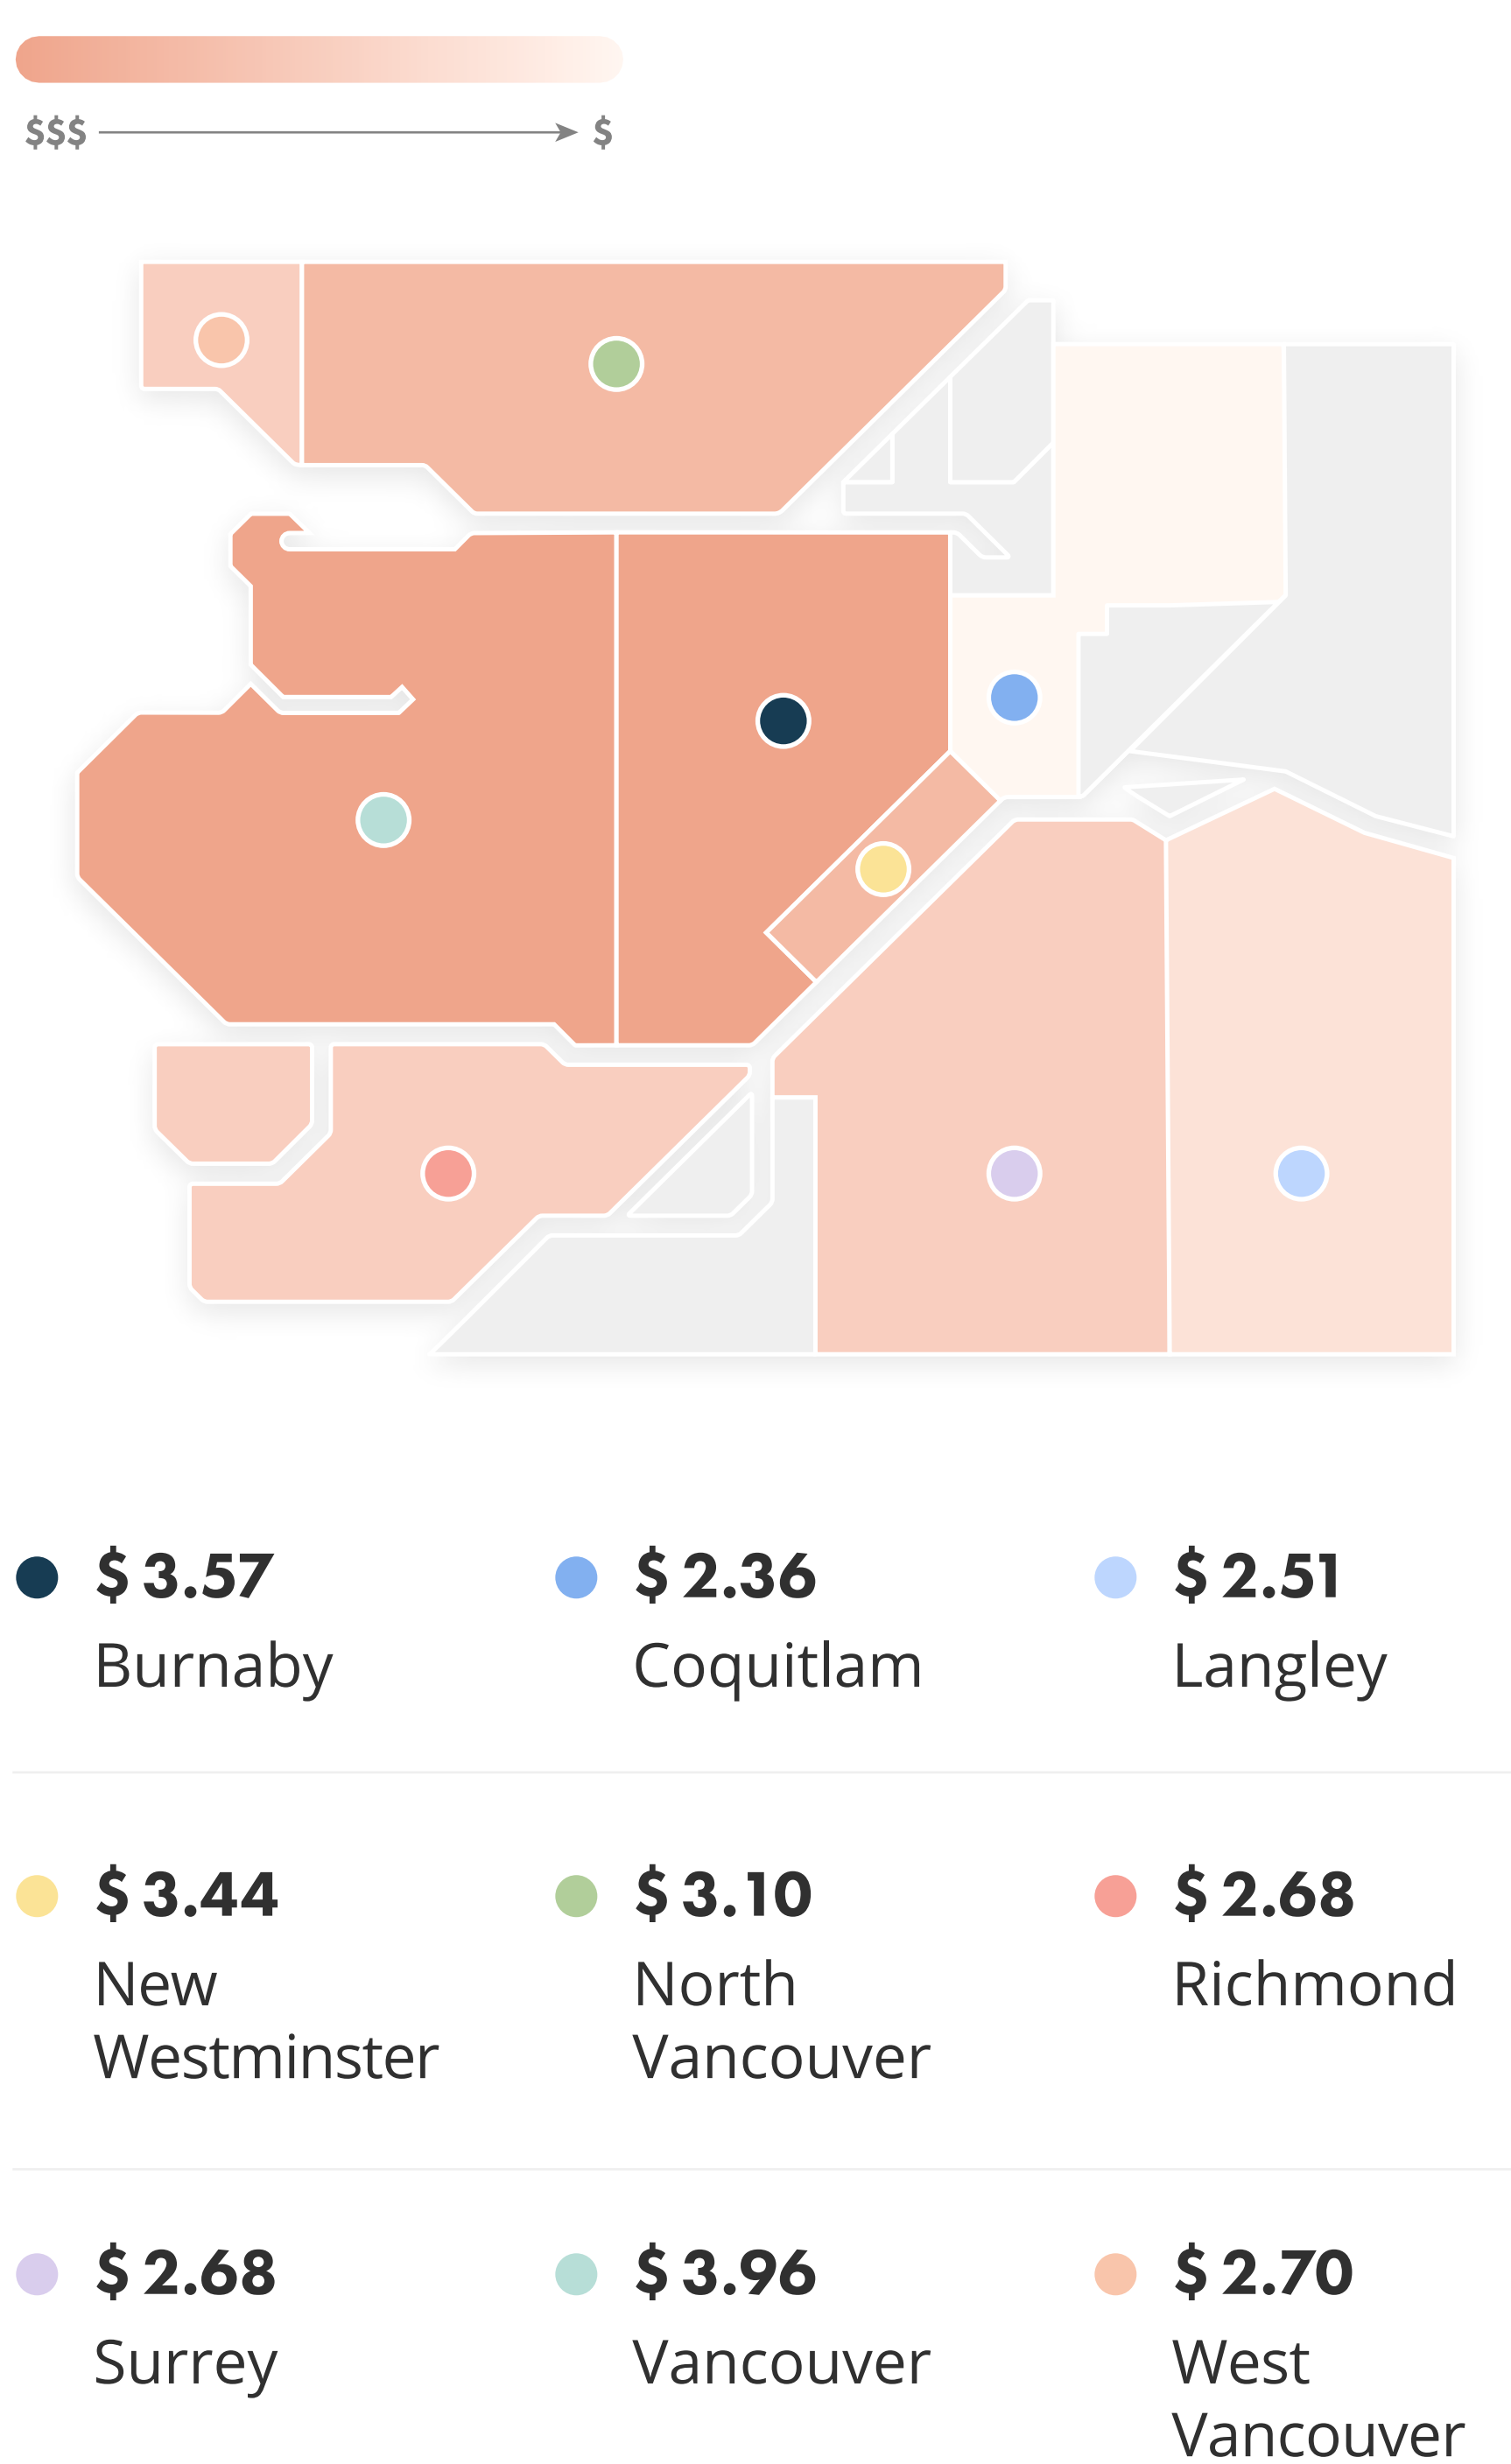 $$$ $
$ 3.57 $ 2.36 $ 2.51
Burnaby Coquitlam Langley
$ 3.44 $ 3.10 $ 2.68
New North Richmond
Westminster Vancouver
$ 2.68 $ 3.96 $ 2.70
Surrey Vancouver West
Vancouver